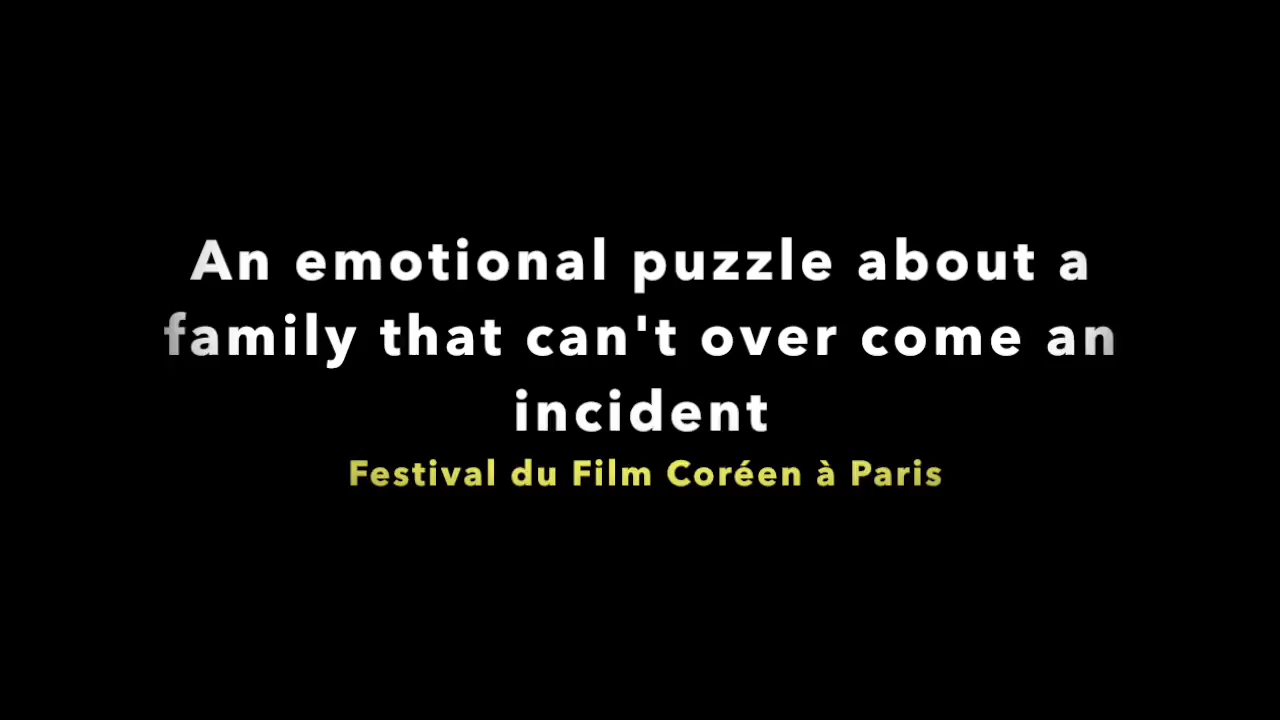 An emotional puzzle about a
family that can't over come an
incident
Festival du Film Coréen à Paris